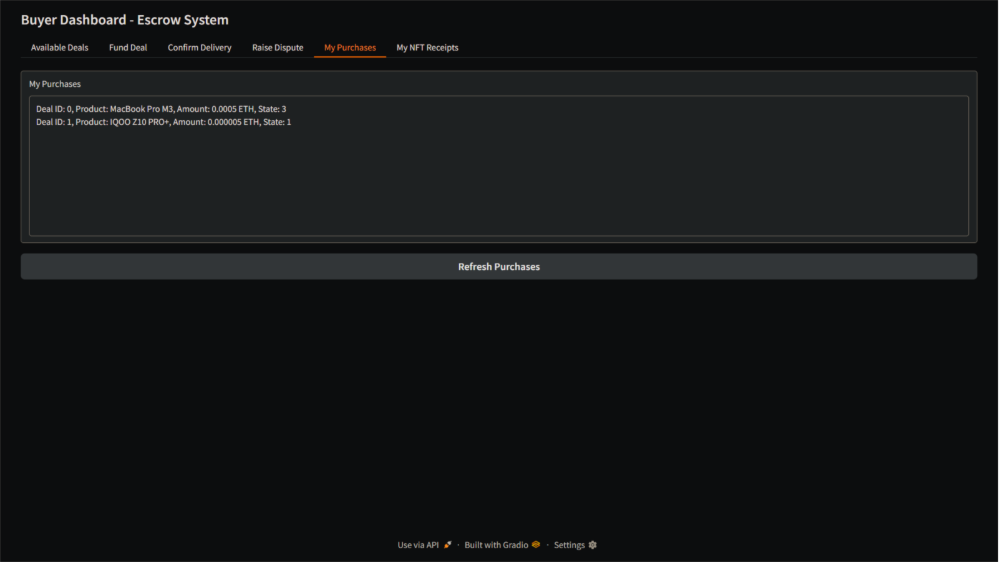 Buyer Dashboard - Escrow System
Available Deals Fund Deal Confirm Delivery Raise Dispute My Purchases My NFT Receipts
My Purchases
Deal ID: 0, Product: MacBook Pro M3, Amount: 0.0005 ETH, State: 3
Deal ID: 1, Product: IQOO Z10 PRO+, Amount: 0.000005 ETH, State: 1
Refresh Purchases
Use via API · Built with Gradio · Settings